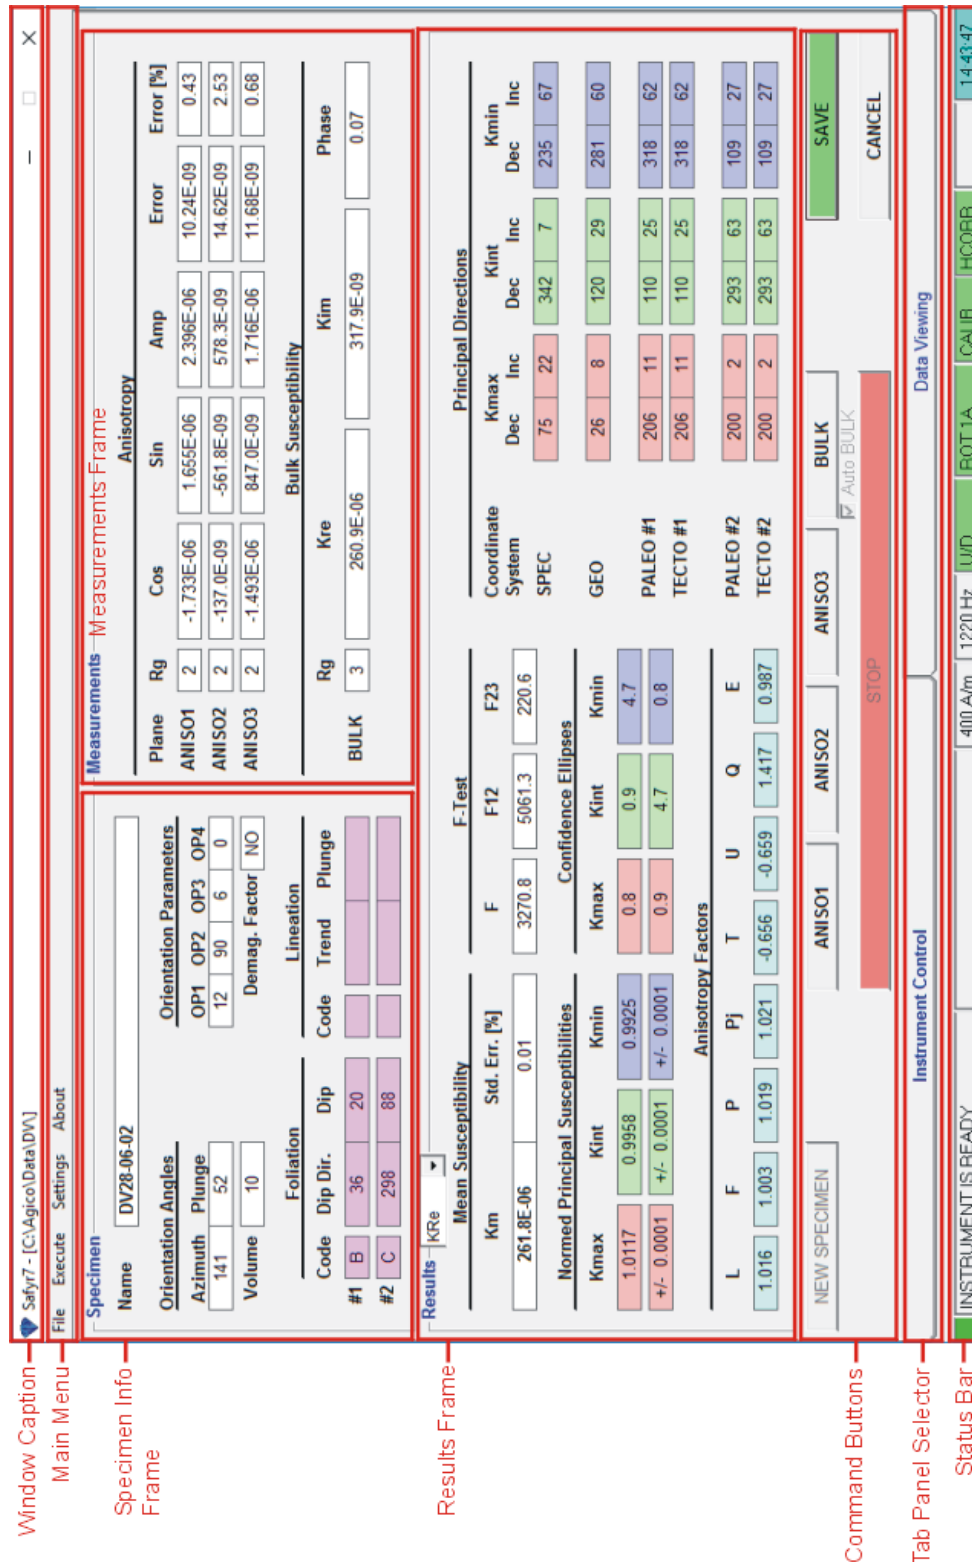 Window Caption
Main Menu
Specimen Info
Frame
Results Frame
Command Buttons
Tab Panel Selector
Status Bar
Safyr7 - [C:\Agico\Data\DV\]
File Execute Settings About
Specimen
Name DV28-06-02
Orientation Angles Orientation Parameters
Azimuth Plunge OP1 OP2 OP3 OP4
141 52 12 90 6 0
Volume 10 Demag. Factor NO
Foliation Lineation
Code Dip Dir. Dip Code Trend Plunge
#1 B 36 20
#2 C 298 88
Measurements Measurements Frame
Anisotropy
Plane Rg Cos Sin Amp Error Error [%]
ANISO1 2 -1.733E-06 1.655E-06 2.396E-06 10.24E-09 0.43
ANISO2 2 -137.0E-09 -561.8E-09 578.3E-09 14.62E-09 2.53
ANISO3 2 -1.493E-06 847.0E-09 1.716E-06 11.68E-09 0.68
Bulk Susceptibility
Rg Kre Kim Phase
BULK 3 260.9E-06 317.9E-09 0.07
Results KRe
Mean Susceptibility F-Test
Km Std. Err. [%] F F12 F23
261.8E-06 0.01 3270.8 5061.3 220.6
Normed Principal Susceptibilities Confidence Ellipses
Kmax Kint Kmin Kmax Kint Kmin
1.0117 0.9958 0.9925 0.8 0.9 4.7
+/- 0.0001 +/- 0.0001 +/- 0.0001 0.9 4.7 0.8
Anisotropy Factors
L F P Pj T U Q E
1.016 1.003 1.019 1.021 -0.656 -0.659 1.417 0.987
Principal Directions
Coordinate Kmax Kint Kmin
System Dec Inc Dec Inc Dec Inc
SPEC 75 22 342 7 235 67
GEO 26 8 120 29 281 60
PALEO #1 206 11 110 25 318 62
TECTO #1 206 11 110 25 318 62
PALEO #2 200 2 293 63 109 27
TECTO #2 200 2 293 63 109 27
NEW SPECIMEN ANISO1 ANISO2 ANISO3 BULK SAVE
Auto BULK
STOP CANCEL
Instrument Control Data Viewing
INSTRUMENT IS READY 400 A/m 1220 Hz U/D ROT 1A CALIB HCORR 14:43:47